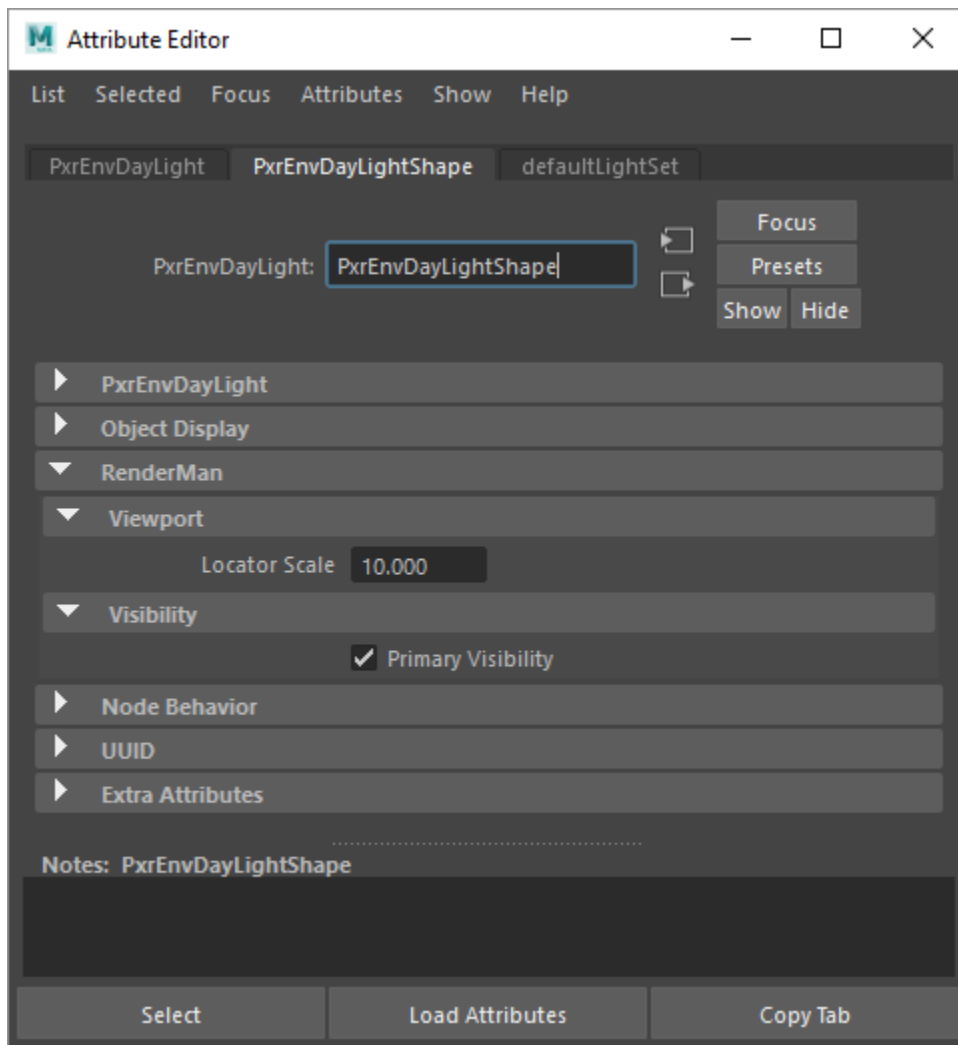 Attribute Editor
List Selected Focus Attributes Show Help
PxrEnvDayLight PxrEnvDayLightShape defaultLightSet
Focus
PxrEnvDayLight: PxrEnvDayLightShape
Presets
Show Hide
PxrEnvDayLight
Object Display
RenderMan
Viewport
Locator Scale 10.000
Visibility
Primary Visibility
Node Behavior
UUID
Extra Attributes
Notes: PxrEnvDayLightShape
Select Load Attributes Copy Tab